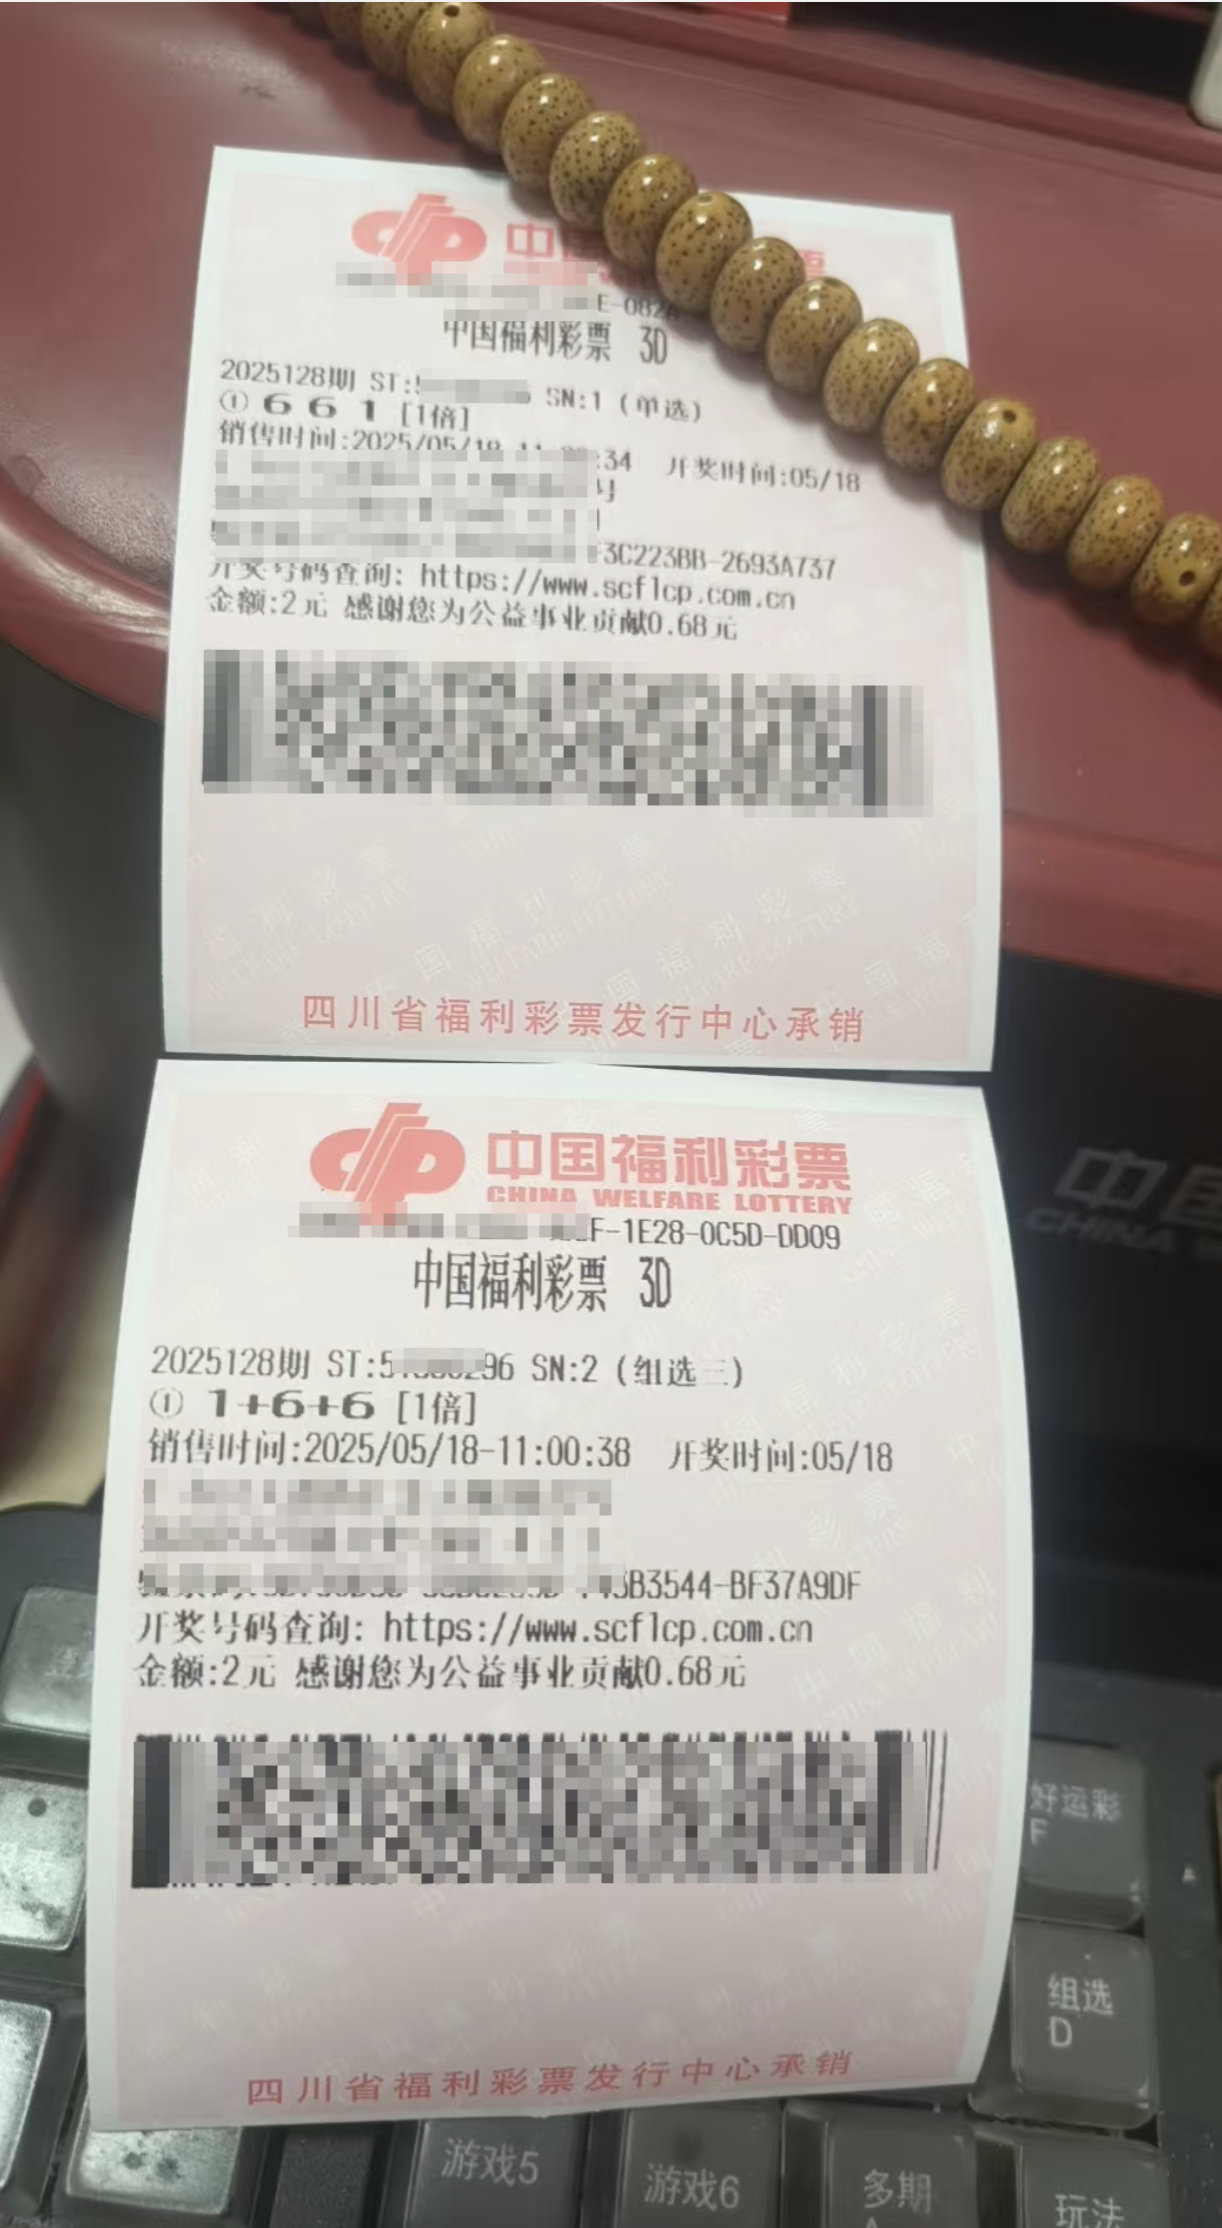 中
票
E-082
中国福利彩票 3D
2025128期 ST: SN:1 (单选)
① 6 6 1 [1倍]
销售时间:2025/05/18 :34 开奖时间:05/18
3C223BB-2693A737
开奖号码查询: https://www.scflcp.com.cn
金额:2元 感谢您为公益事业贡献0.68元
四川省福利彩票发行中心承销
中国福利彩票
CHINA WELFARE LOTTERY
F-1E28-0C5D-DD09
中国福利彩票 3D
2025128期 ST:5 96 SN:2 (组选三)
① 1+6+6 [1倍]
销售时间:2025/05/18-11:00:38 开奖时间:05/18
B3544-BF37A9DF
开奖号码查询: https://www.scflcp.com.cn
金额:2元 感谢您为公益事业贡献0.68元
四川省福利彩票发行中心承销
中国
CHINA
好运彩
F
组选
D
游戏5
游戏6
多期
A
玩法